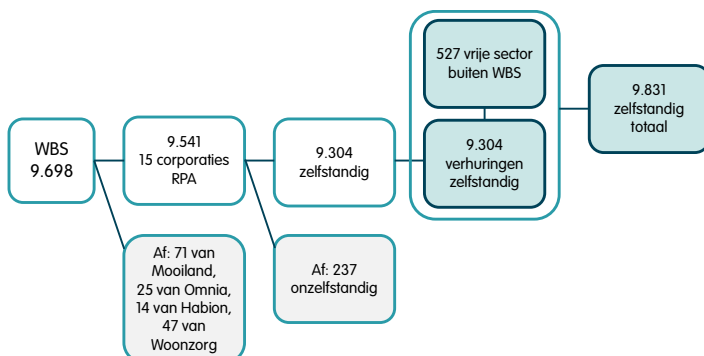 WBS
9.698
9.541
15 corporaties
RPA
9.304
zelfstandig
527 vrije sector
buiten WBS
9.304
verhuringen
zelfstandig
9.831
zelfstandig
totaal
Af: 71 van
Mooiland,
25 van Omnia,
14 van Habion,
47 van
Woonzorg
Af: 237
onzelfstandig